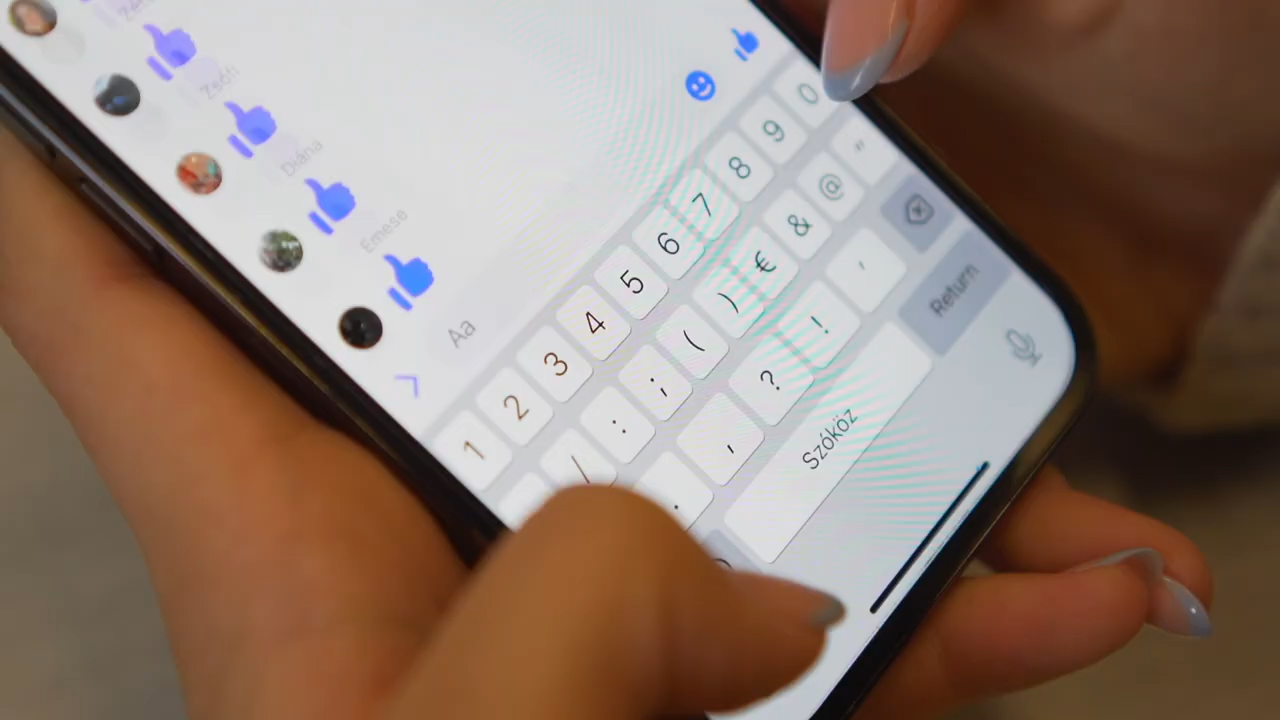 Zsófi
Diána
Emese
Aa
1 2 3 4 5 6 7 8 9 0
/ : ; ( ) € & @ "
. , ? ! '
Szóköz
Return